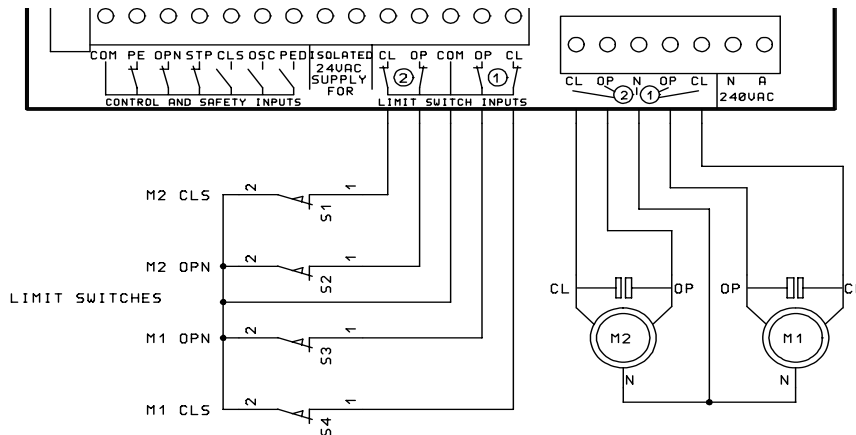 COM PE OPN STP CLS OSC PED
ISOLATED
24VAC
SUPPLY
FOR
CL OP COM OP CL
2 1
CONTROL AND SAFETY INPUTS
LIMIT SWITCH INPUTS
CL OP N OP CL N A
2 1
240VAC
M2 CLS 2 1 S1
M2 OPN 2 1 S2
LIMIT SWITCHES
M1 OPN 2 1 S3
M1 CLS 2 1 S4
CL OP OP CL
M2 M1
N N